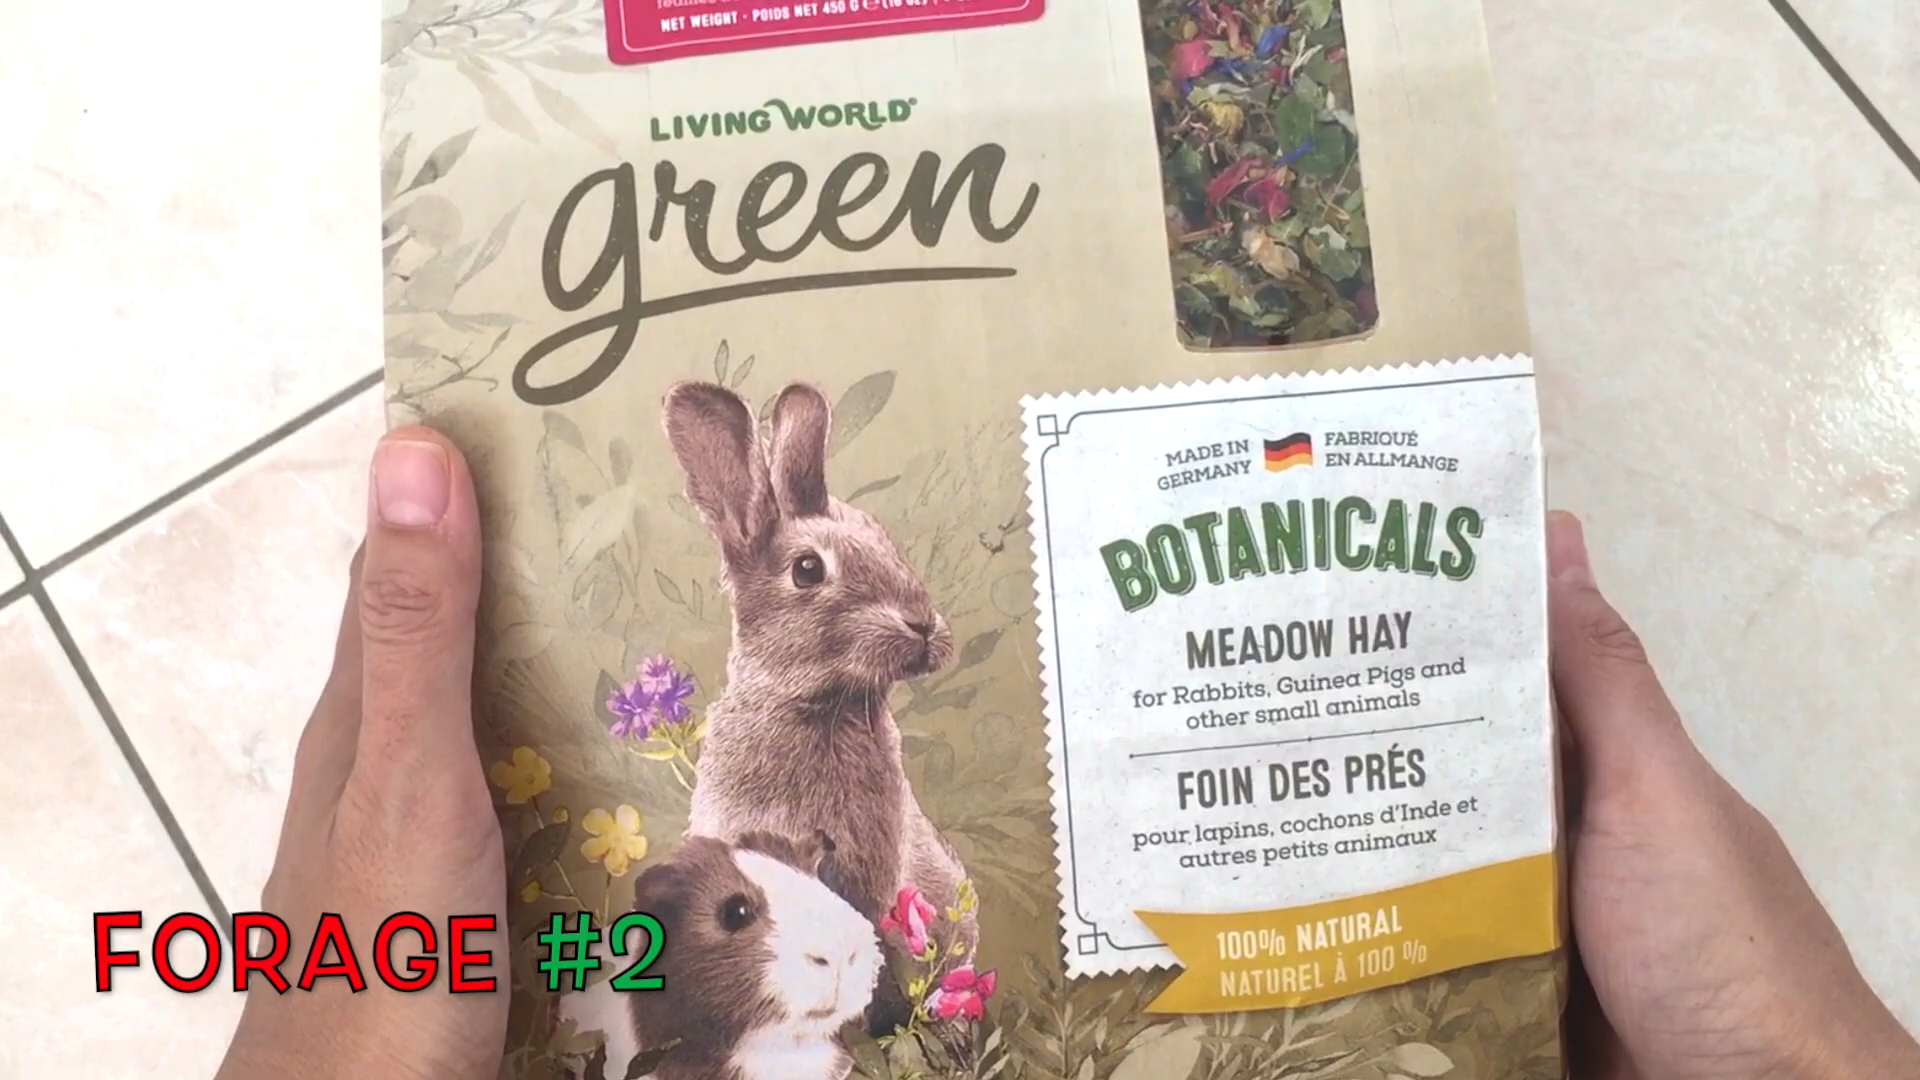 NET WEIGHT · POIDS NET 450 G
LIVING WORLD®
green
MADE IN
GERMANY
FABRIQUÉ
EN ALLMANGE
BOTANICALS
MEADOW HAY
for Rabbits, Guinea Pigs and
other small animals
FOIN DES PRÉS
pour lapins, cochons d'Inde et
autres petits animaux
100% NATURAL
NATUREL À 100 %
FORAGE #2